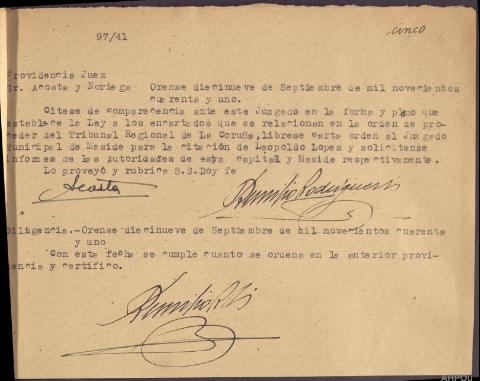 cinco
97/41
Providencia Juez
Sr. Acosta y Noriega Orense diecinueve de Septiembre de mil novecientos
cuarenta y uno.
Citese de comparecencia ante este Juzgado en la forma y plazo que
establece la Ley a los encartados que se relacionan en la orden de pro-
ceder del Tribunal Regional de La Coruña, librese carta orden al Juzgado
Municipal de Maside para la citación de Leopoldo Lopez y solicitense
informes de las Autoridades de esta capital y Maside respectivamente.
Lo proveyó y rubrica S.S.Doy fe
Acosta
Diligencia.-Orense diecinueve de Septiembre de mil novecientos cuarenta
y uno
Con esta fecha se cumple cuanto se ordena en la anterior provi-
dencia y certifico.
AHPOU